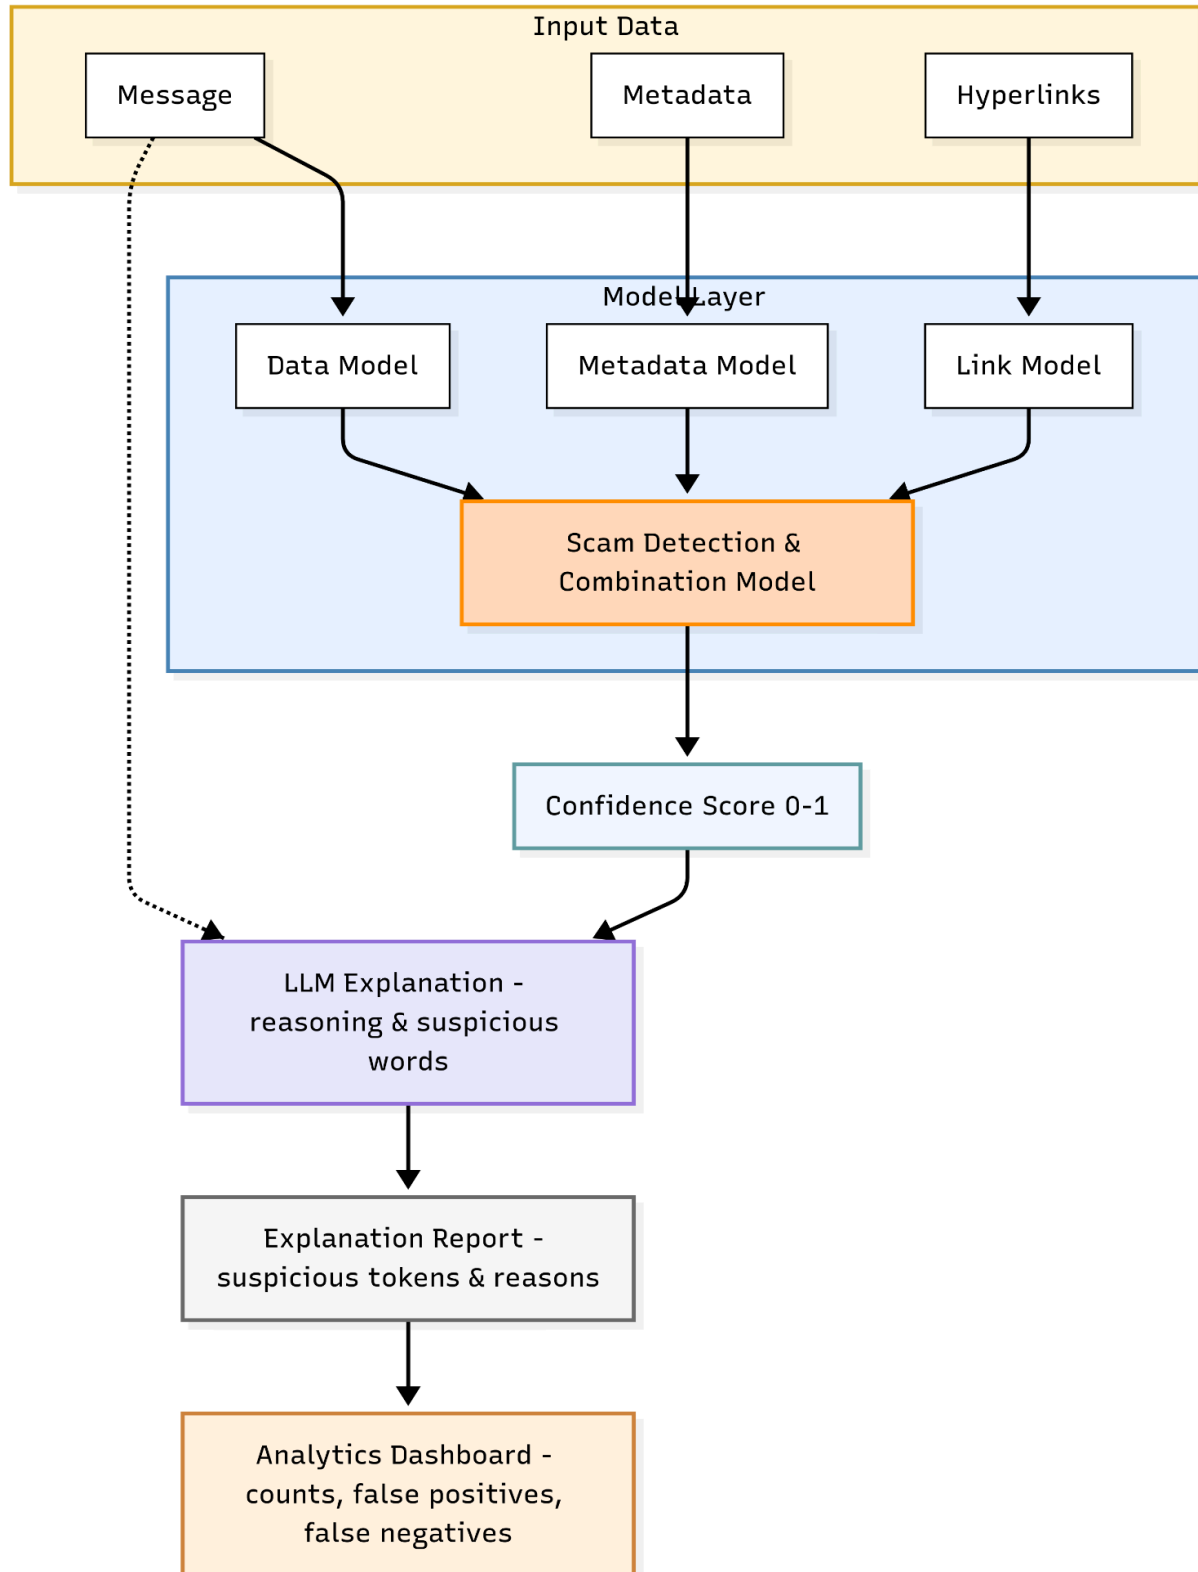 Input Data
Message
Metadata
Hyperlinks
Model Layer
Data Model
Metadata Model
Link Model
Scam Detection &
Combination Model
Confidence Score 0-1
LLM Explanation -
reasoning & suspicious
words
Explanation Report -
suspicious tokens & reasons
Analytics Dashboard -
counts, false positives,
false negatives